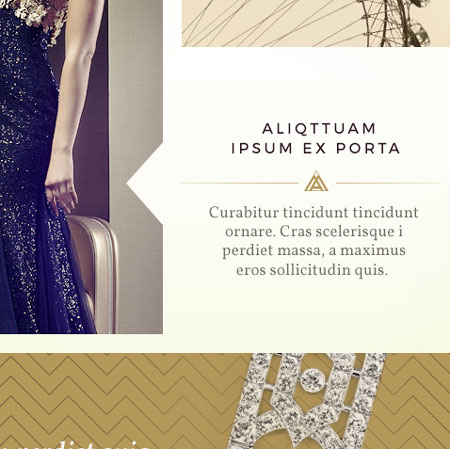 ALIQTTUAM
IPSUM EX PORTA
Curabitur tincidunt tincidunt
ornare. Cras scelerisque i
perdiet massa, a maximus
eros sollicitudin quis.